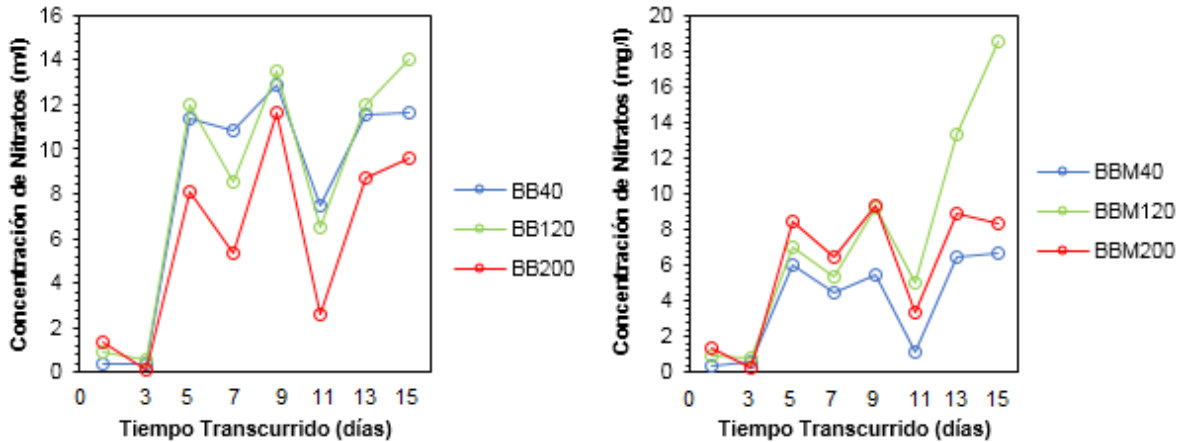 Concentración de Nitratos (m/l)
16
14
12
10
8
6
4
2
0
0 3 5 7 9 11 13 15
Tiempo Transcurrido (días)
BB40
BB120
BB200
Concentración de Nitratos (mg/l)
20
18
16
14
12
10
8
6
4
2
0
0 3 5 7 9 11 13 15
Tiempo Transcurrido (días)
BBM40
BBM120
BBM200